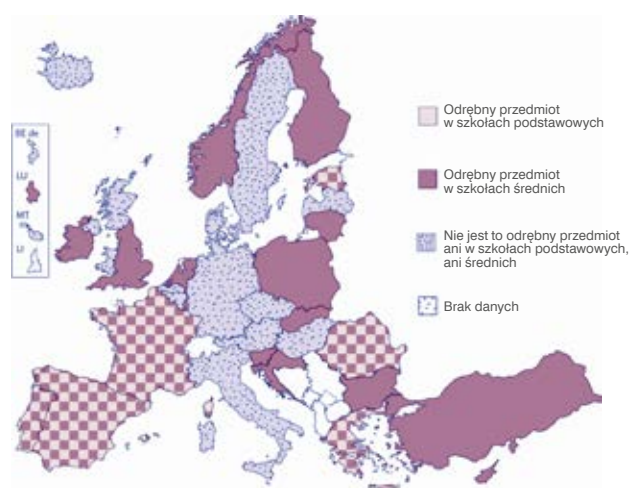 BE de
LU
MT
LI
Odrębny przedmiot
w szkołach podstawowych
Odrębny przedmiot
w szkołach średnich
Nie jest to odrębny przedmiot
ani w szkołach podstawowych,
ani średnich
Brak danych